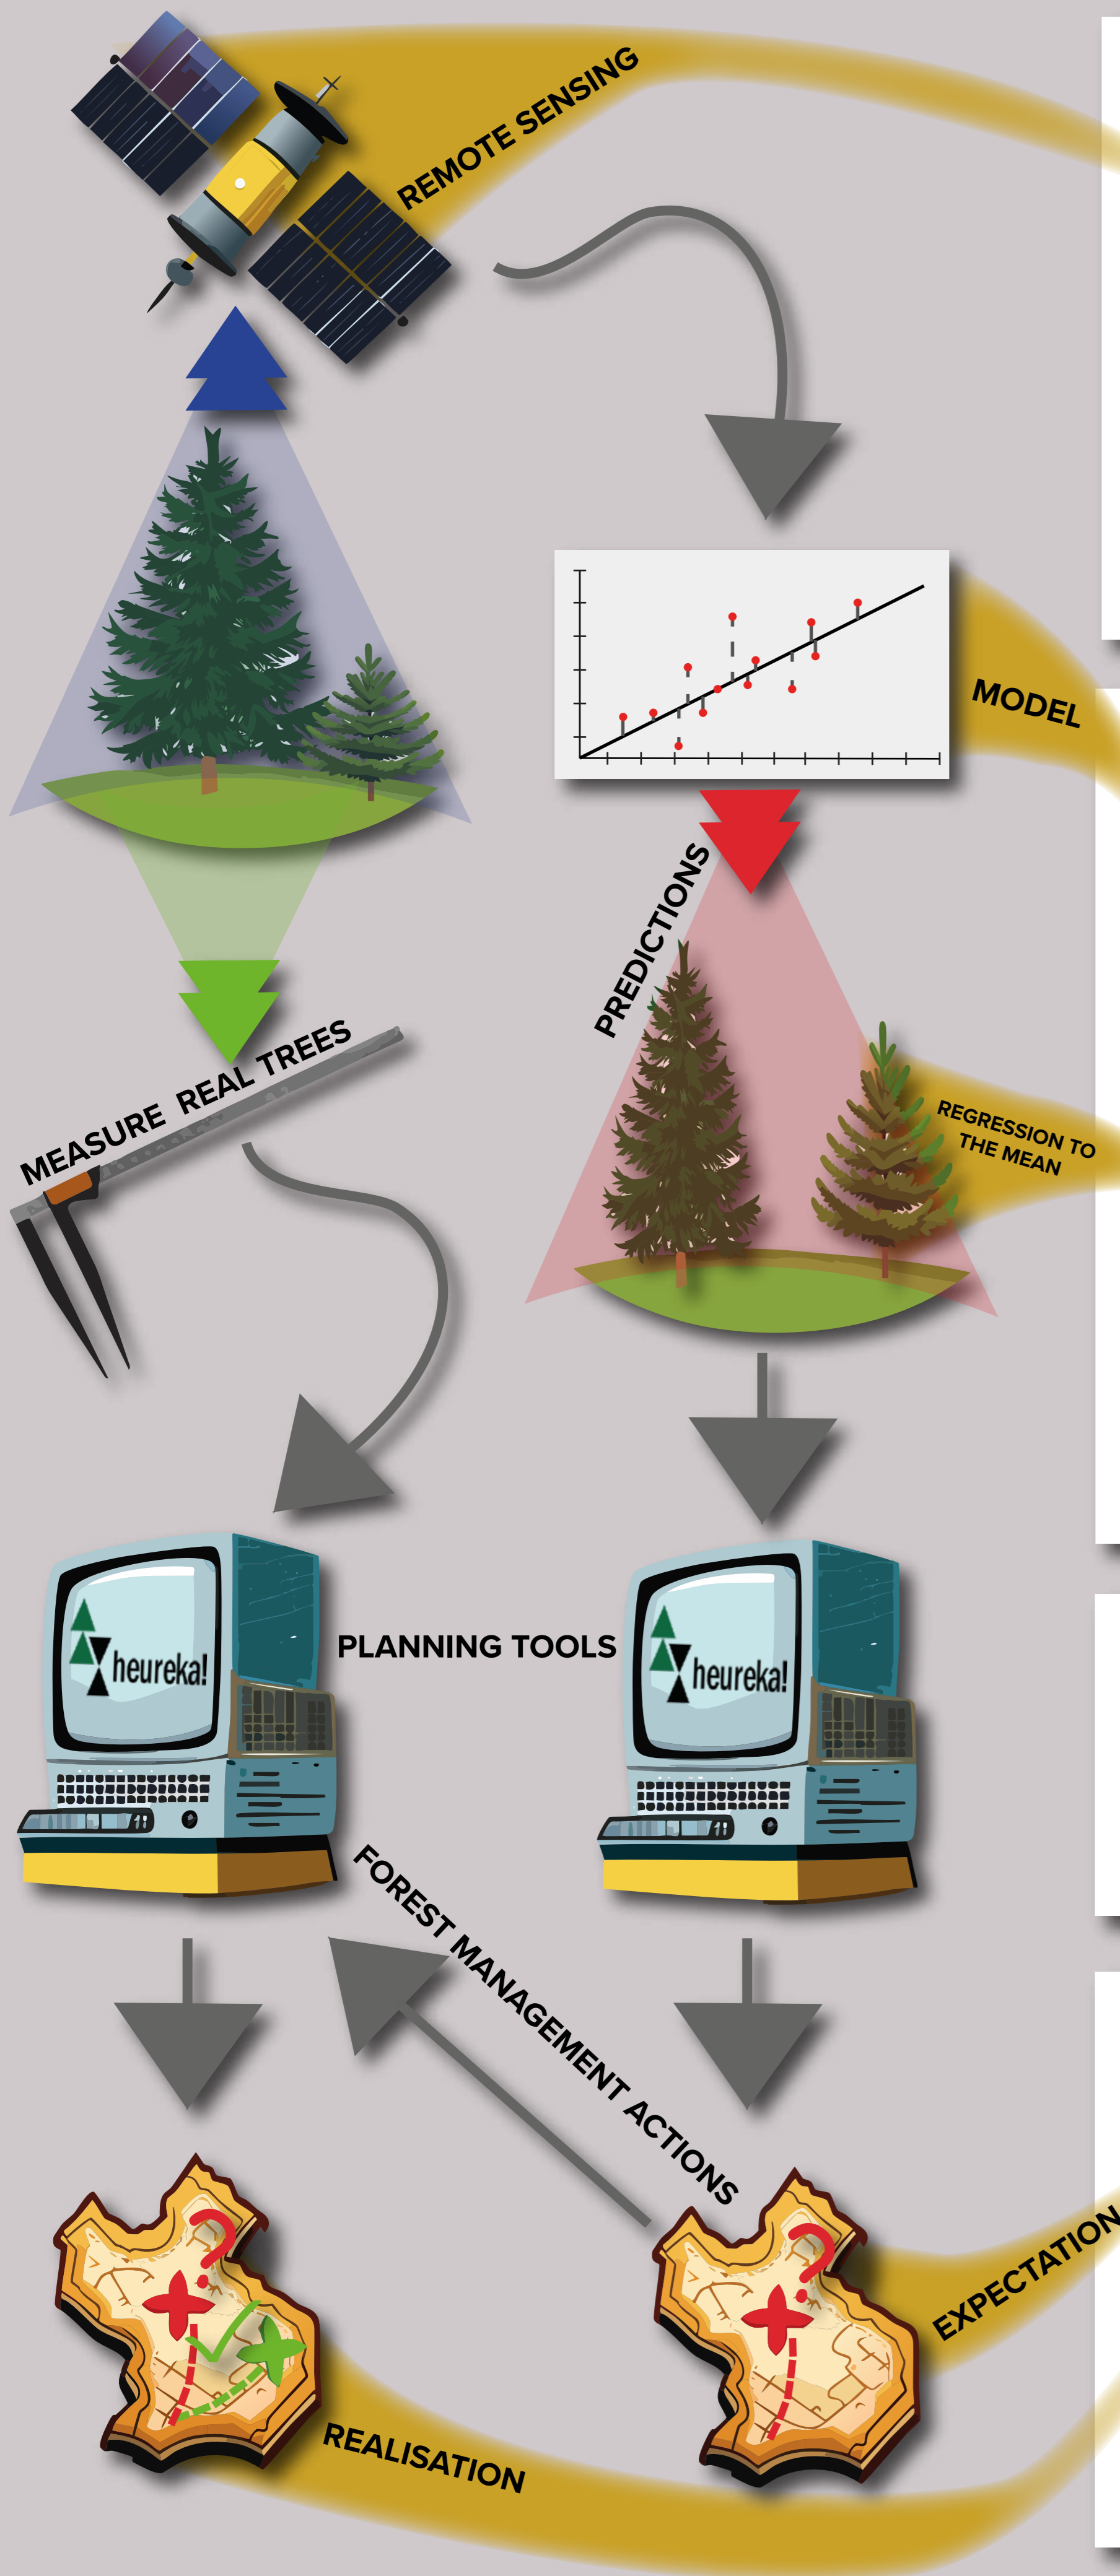 REMOTE SENSING
MODEL
PREDICTIONS
MEASURE REAL TREES
REGRESSION TO
THE MEAN
heureka!
PLANNING TOOLS
heureka!
FOREST MANAGEMENT ACTIONS
EXPECTATION
REALISATION